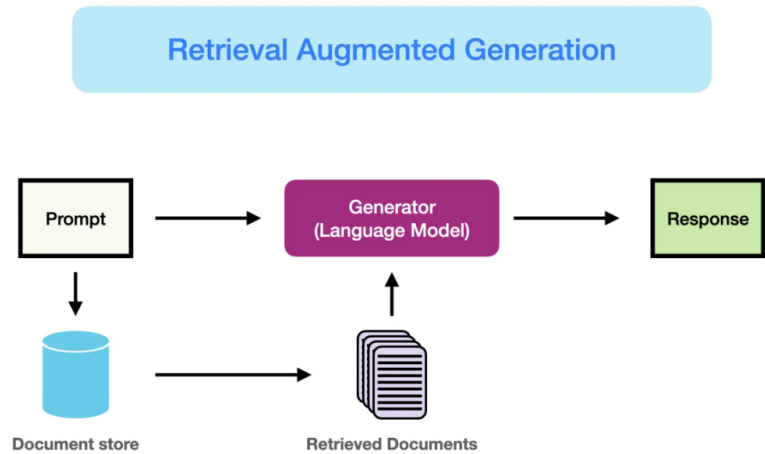 Retrieval Augmented Generation
Prompt
Generator
(Language Model)
Response
Document store
Retrieved Documents